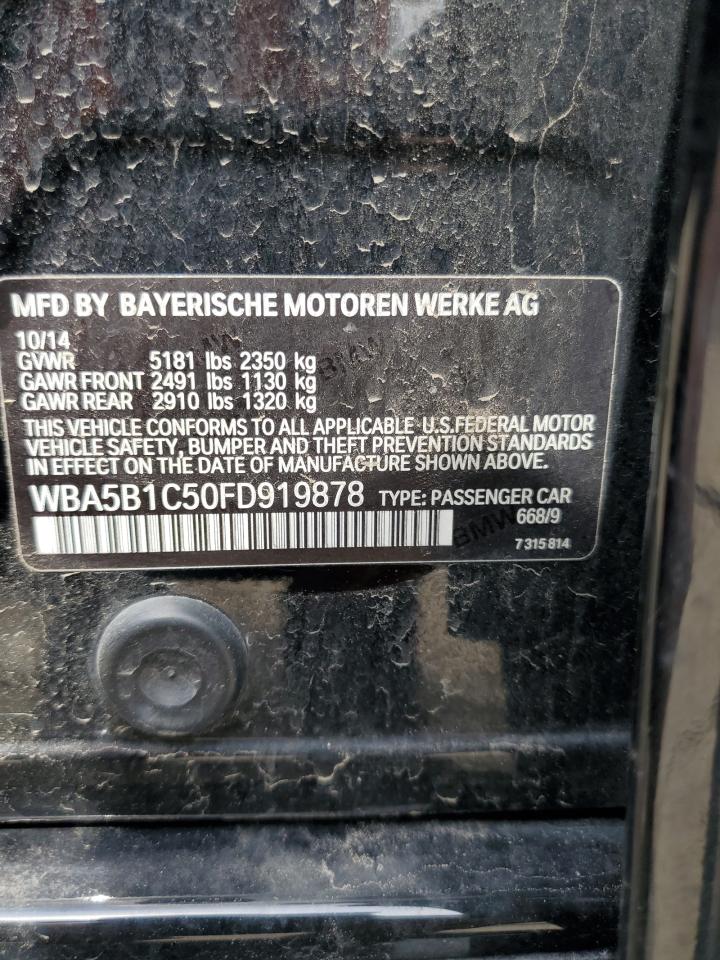 MFD BY BAYERISCHE MOTOREN WERKE AG
10/14
GVWR 5181 lbs 2350 kg
GAWR FRONT 2491 lbs 1130 kg
GAWR REAR 2910 lbs 1320 kg
THIS VEHICLE CONFORMS TO ALL APPLICABLE U.S.FEDERAL MOTOR
VEHICLE SAFETY, BUMPER AND THEFT PREVENTION STANDARDS
IN EFFECT ON THE DATE OF MANUFACTURE SHOWN ABOVE.
WBA5B1C50FD919878 TYPE: PASSENGER CAR
668/9
7 315 814
BMW
BMW
BMW